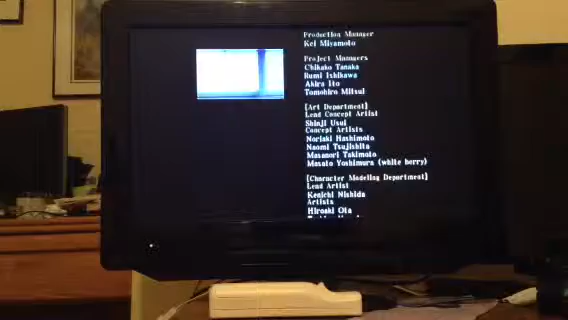 Production Manager
Kei Miyamoto
Project Managers
Chikako Tanaka
Rumi Ishikawa
Akira Ito
Tomohiro Mitsui
[Art Department]
Lead Concept Artist
Shinji Usui
Concept Artists
Noriaki Hashimoto
Naomi Tsujishita
Masanori Takimoto
Masato Yoshimura (white berry)
[Character Modeling Department]
Lead Artist
Kenichi Nishida
Artists
Hiroaki Ota